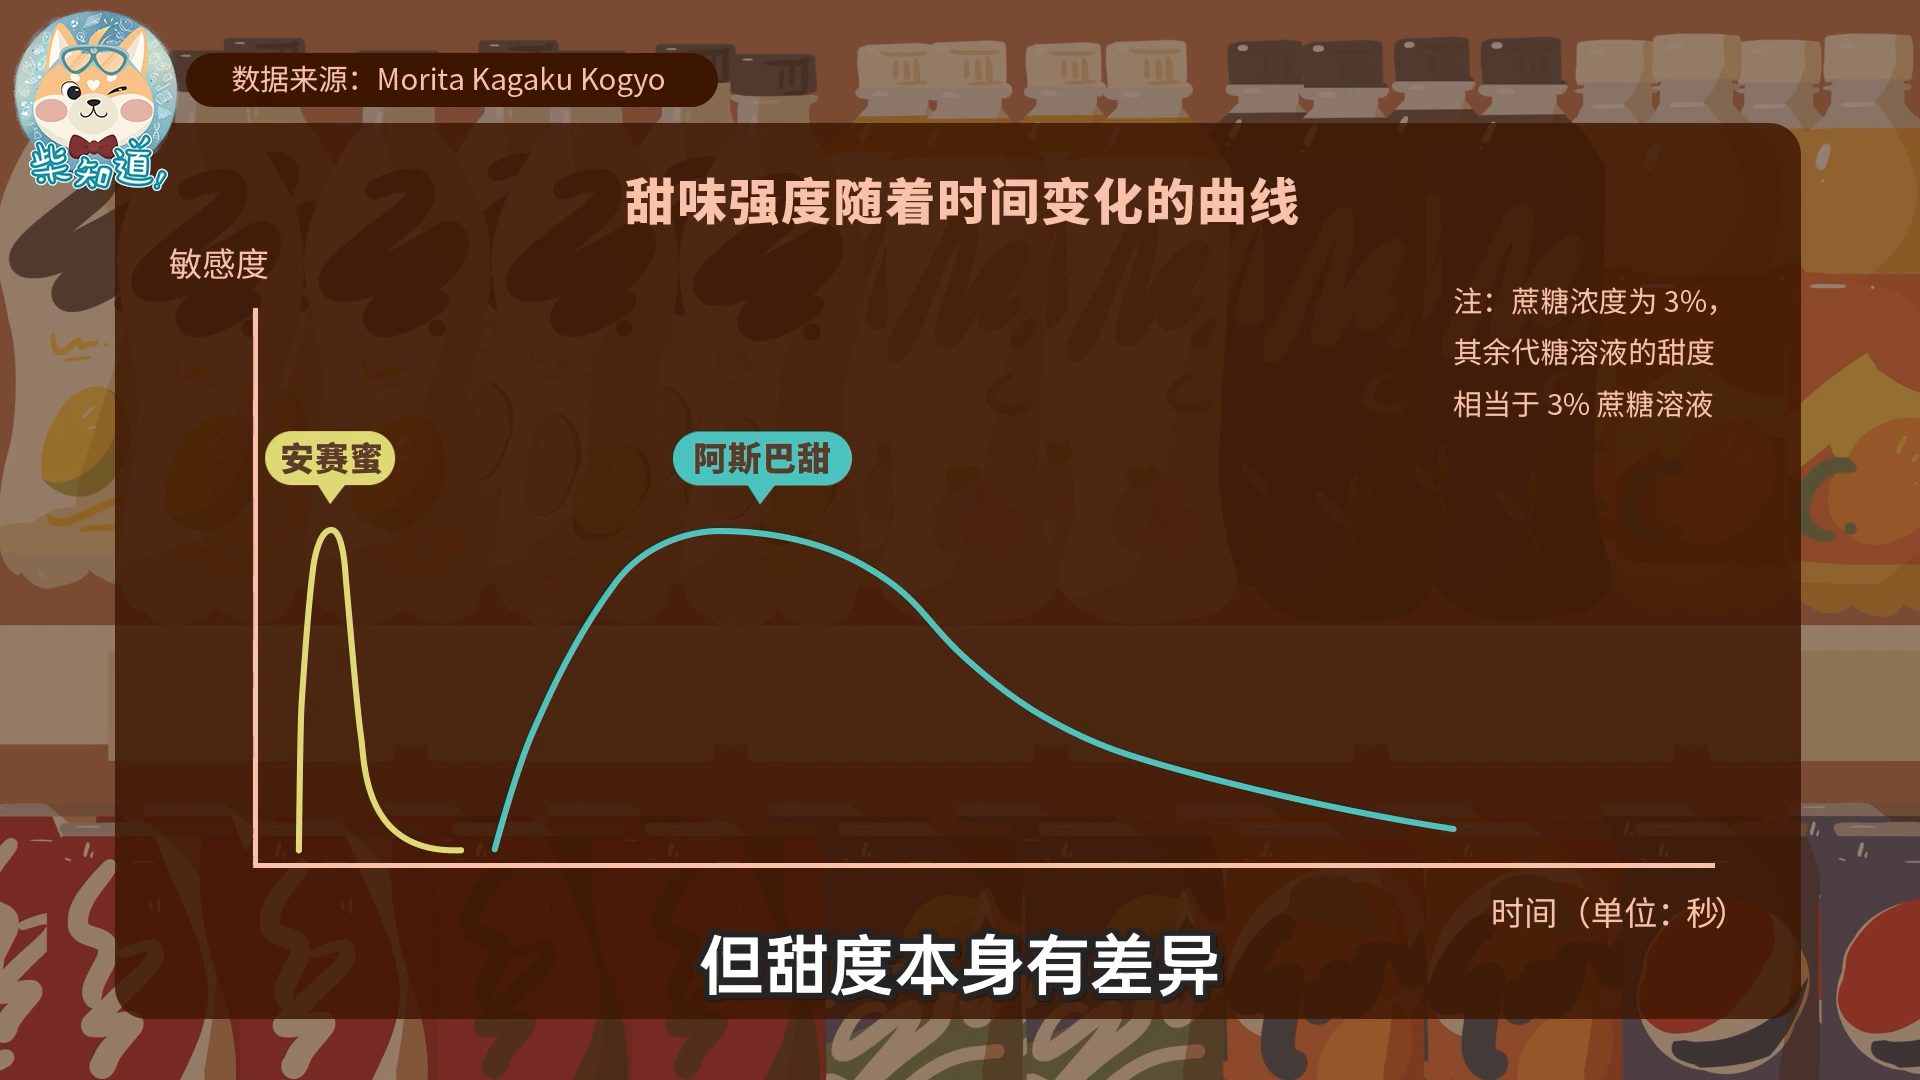 柴知道!
数据来源：Morita Kagaku Kogyo
甜味强度随着时间变化的曲线
敏感度
注：蔗糖浓度为 3%，
其余代糖溶液的甜度
相当于 3% 蔗糖溶液
安赛蜜
阿斯巴甜
时间（单位：秒）
但甜度本身有差异